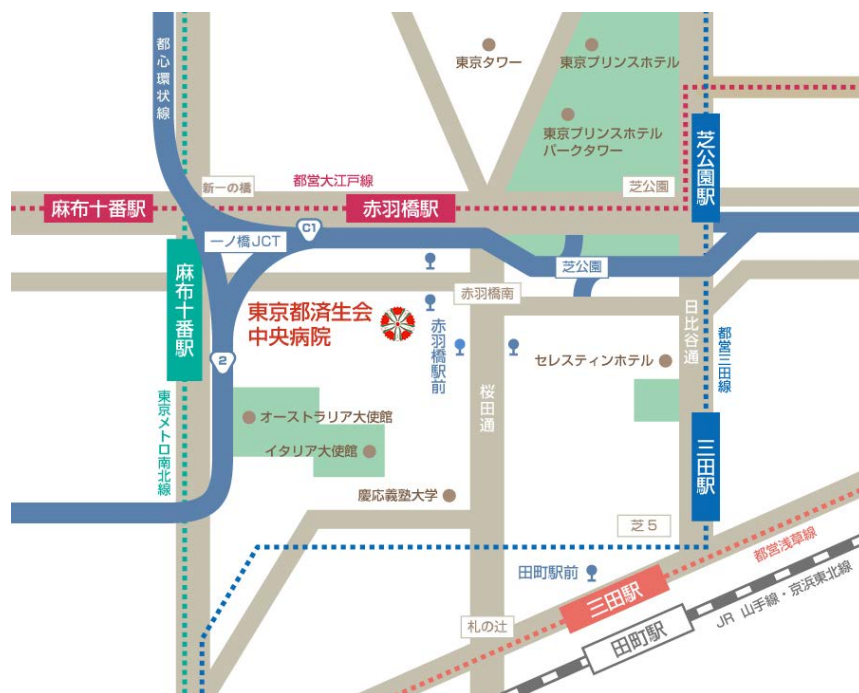 都心環状線
東京タワー
東京プリンスホテル
東京プリンスホテル
パークタワー
芝公園駅
新一の橋
都営大江戸線
芝公園
麻布十番駅
赤羽橋駅
C1
一ノ橋JCT
麻布十番駅
芝公園
赤羽橋南
東京都済生会
中央病院
赤羽橋駅前
日比谷通
都営三田線
2
セレスティンホテル
桜田通
東京メトロ南北線
オーストラリア大使館
イタリア大使館
三田駅
慶応義塾大学
芝5
都営浅草線
田町駅前
三田駅
札の辻
田町駅
JR 山手線・京浜東北線